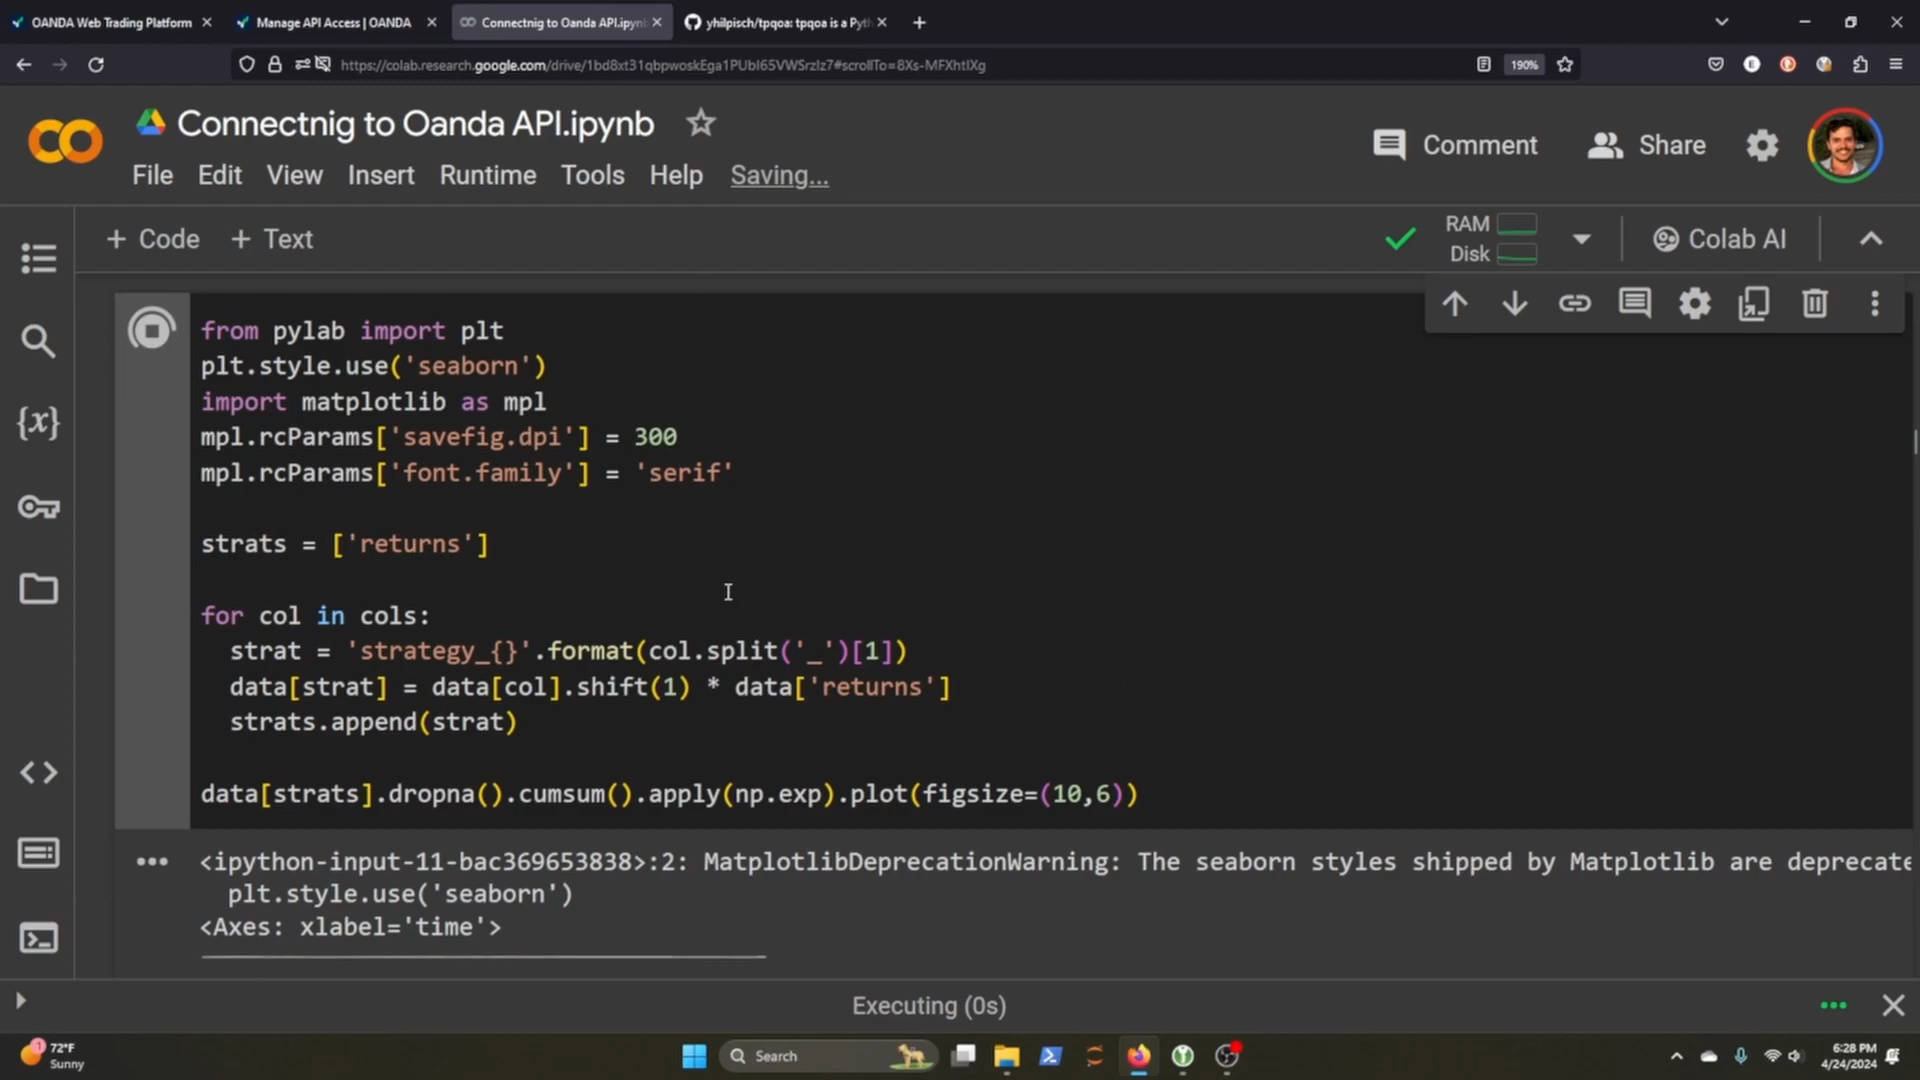 OANDA Web Trading Platform
Manage API Access | OANDA
Connectnig to Oanda API.ipynb
yhilpisch/tpqoa: tpqoa is a Pyth
https://colab.research.google.com/drive/1bd8xt31qbpwoskEga1PUbI65VWSrzIz7#scrollTo=8Xs-MFXhtIXg
190%
Connectnig to Oanda API.ipynb
Comment
Share
File Edit View Insert Runtime Tools Help Saving...
+ Code + Text
RAM
Disk
Colab AI
from pylab import plt
plt.style.use('seaborn')
import matplotlib as mpl
mpl.rcParams['savefig.dpi'] = 300
mpl.rcParams['font.family'] = 'serif'
strats = ['returns']
for col in cols:
strat = 'strategy_{}'.format(col.split('_')[1])
data[strat] = data[col].shift(1) * data['returns']
strats.append(strat)
data[strats].dropna().cumsum().apply(np.exp).plot(figsize=(10,6))
<ipython-input-11-bac369653838>:2: MatplotlibDeprecationWarning: The seaborn styles shipped by Matplotlib are deprecate
plt.style.use('seaborn')
<Axes: xlabel='time'>
Executing (0s)
1
72°F
Sunny
Search
6:28 PM
4/24/2024